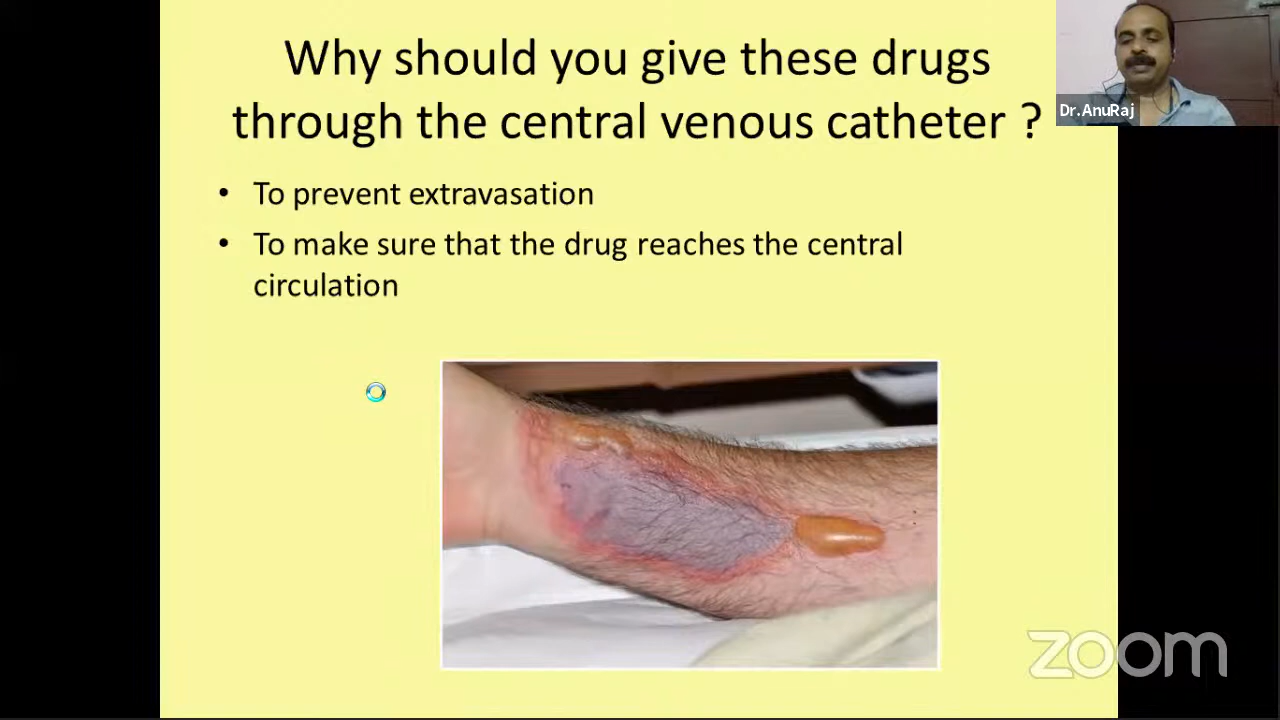 Why should you give these drugs
through the central venous catheter ?
Dr.AnuRaj
• To prevent extravasation
• To make sure that the drug reaches the central
circulation
zoom